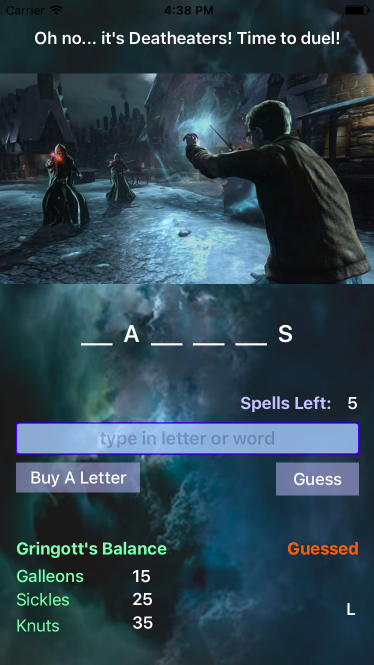 Carrier 4:38 PM
Oh no... it's Deatheaters! Time to duel!
__ A __ __ __ S
Spells Left: 5
type in letter or word
Buy A Letter Guess
Gringott's Balance Guessed
Galleons 15
Sickles 25 L
Knuts 35